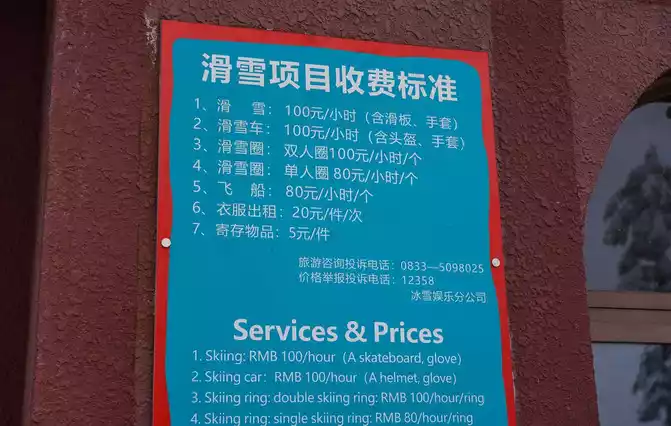 滑雪项目收费标准
1、滑 雪：100元/小时（含滑板、手套）
2、滑雪车：100元/小时（含头盔、手套）
3、滑雪圈：双人圈100元/小时/个
4、滑雪圈：单人圈 80元/小时/个
5、飞 船：80元/小时/个
6、衣服出租：20元/件/次
7、寄存物品：5元/件
旅游咨询投诉电话：0833—5098025
价格举报投诉电话：12358
冰雪娱乐分公司
Services & Prices
1. Skiing: RMB 100/hour（A skateboard, glove）
2. Skiing car：RMB 100/hour（A helmet, glove）
3. Skiing ring: double skiing ring: RMB 100/hour/ring
4. Skiing ring: single skiing ring: RMB 80/hour/ring